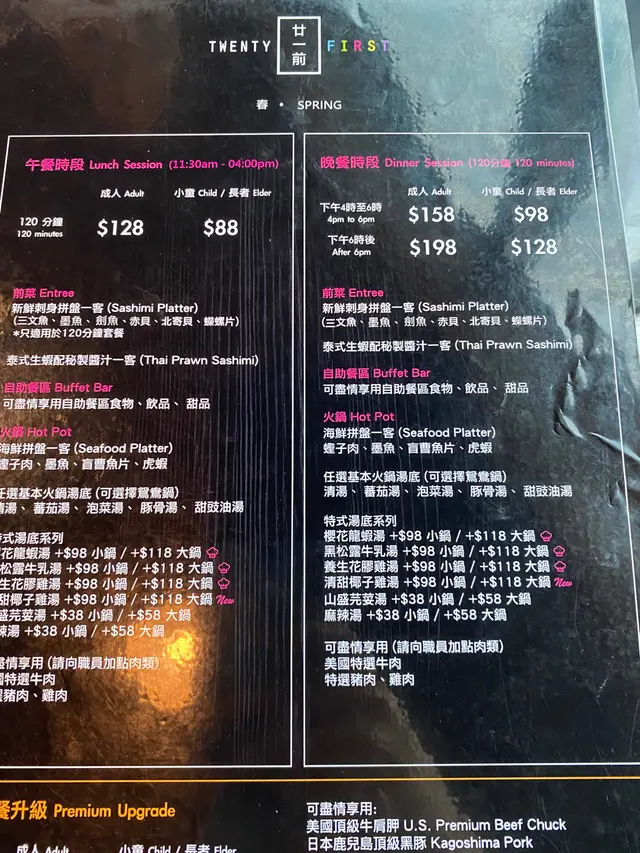 TWENTY 廿一前 FIRST
春 • SPRING
午餐時段 Lunch Session (11:30am - 04:00pm)
成人 Adult 小童 Child / 長者 Elder
120 分鐘
120 minutes
$128 $88
前菜 Entree
新鮮刺身拼盤一客 (Sashimi Platter)
(三文魚、墨魚、劍魚、赤貝、北寄貝、蠔蠣片)
*只適用於120分鐘套餐
泰式生蝦配秘製醬汁一客 (Thai Prawn Sashimi)
自助餐區 Buffet Bar
可盡情享用自助餐區食物、飲品、甜品
火鍋 Hot Pot
海鮮拼盤一客 (Seafood Platter)
蟶子肉、墨魚、盲曹魚片、虎蝦
任選基本火鍋湯底 (可選擇鴛鴦鍋)
清湯、蕃茄湯、泡菜湯、豚骨湯、甜豉油湯
式湯底系列
花龍蝦湯 +$98 小鍋 / +$118 大鍋
松露牛乳湯 +$98 小鍋 / +$118 大鍋
生花膠雞湯 +$98 小鍋 / +$118 大鍋
甜椰子雞湯 +$98 小鍋 / +$118 大鍋 New
盛芫荽湯 +$38 小鍋 / +$58 大鍋
辣湯 +$38 小鍋 / +$58 大鍋
盡情享用 (請向職員加點肉類)
國特選牛肉
選豬肉、雞肉
晚餐時段 Dinner Session (120分鐘 120 minutes)
成人 Adult 小童 Child / 長者 Elder
下午4時至6時
4pm to 6pm
$158 $98
下午6時後
After 6pm
$198 $128
前菜 Entree
新鮮刺身拼盤一客 (Sashimi Platter)
(三文魚、墨魚、劍魚、赤貝、北寄貝、蠔蠣片)
泰式生蝦配秘製醬汁一客 (Thai Prawn Sashimi)
自助餐區 Buffet Bar
可盡情享用自助餐區食物、飲品、甜品
火鍋 Hot Pot
海鮮拼盤一客 (Seafood Platter)
蟶子肉、墨魚、盲曹魚片、虎蝦
任選基本火鍋湯底 (可選擇鴛鴦鍋)
清湯、蕃茄湯、泡菜湯、豚骨湯、甜豉油湯
特式湯底系列
櫻花龍蝦湯 +$98 小鍋 / +$118 大鍋
黑松露牛乳湯 +$98 小鍋 / +$118 大鍋
養生花膠雞湯 +$98 小鍋 / +$118 大鍋
清甜椰子雞湯 +$98 小鍋 / +$118 大鍋 New
山盛芫荽湯 +$38 小鍋 / +$58 大鍋
麻辣湯 +$38 小鍋 / +$58 大鍋
可盡情享用 (請向職員加點肉類)
美國特選牛肉
特選豬肉、雞肉
餐升級 Premium Upgrade
成人 Adult 小童 Child / 長者 Elder
可盡情享用:
美國頂級牛肩胛 U.S. Premium Beef Chuck
日本鹿兒島頂級黑豚 Kagoshima Pork